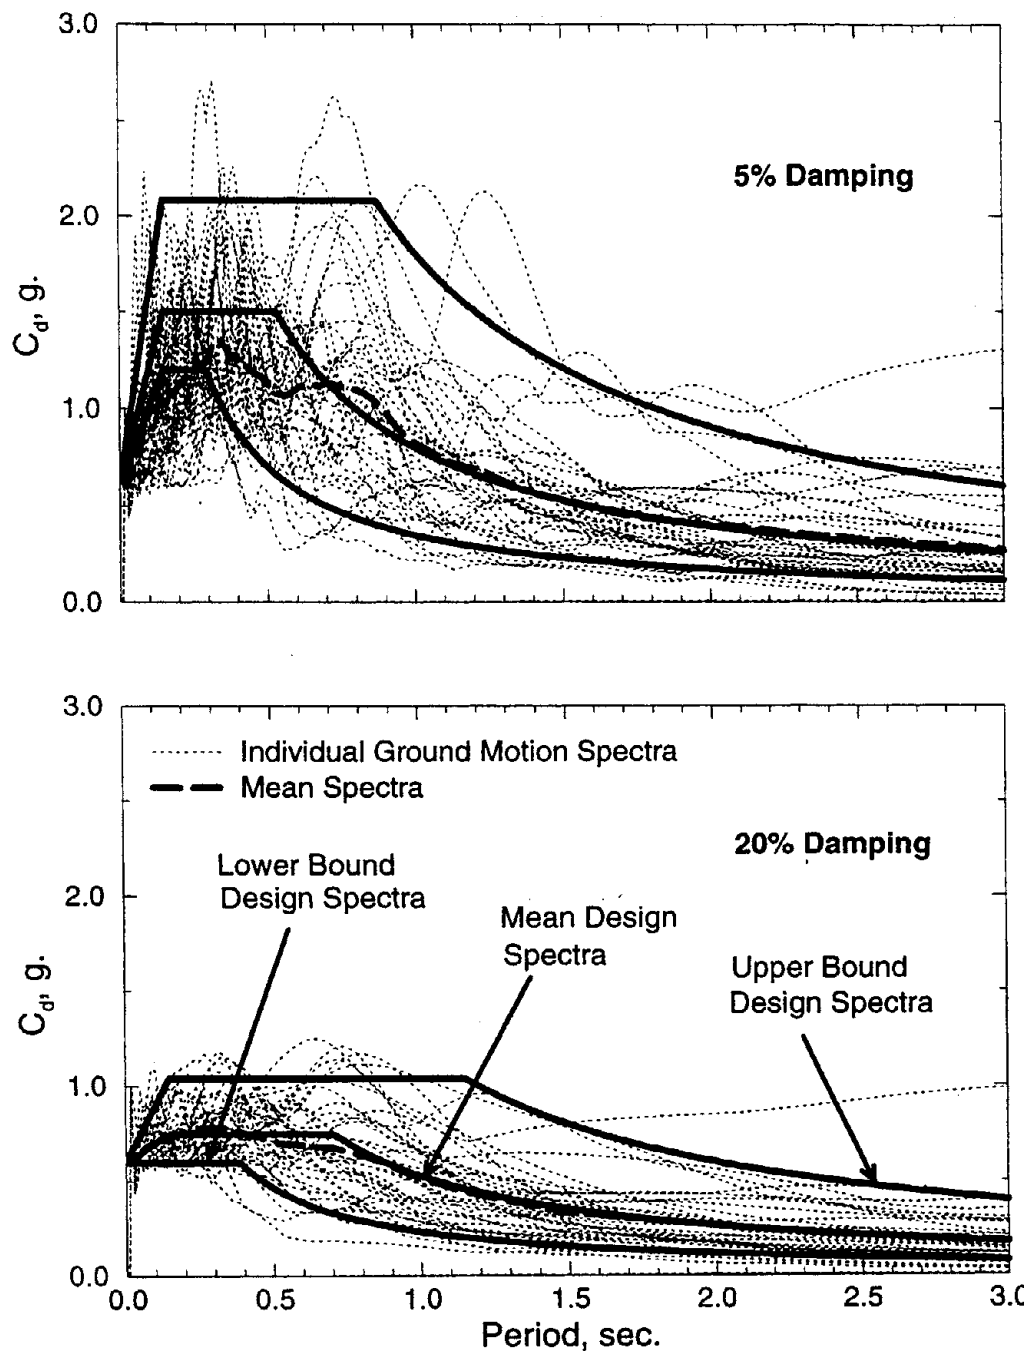 3.0
2.0
1.0
0.0
Cd, g.
5% Damping
3.0
2.0
1.0
0.0
Cd, g.
Individual Ground Motion Spectra
Mean Spectra
20% Damping
Lower Bound
Design Spectra
Mean Design
Spectra
Upper Bound
Design Spectra
0.0 0.5 1.0 1.5 2.0 2.5 3.0
Period, sec.